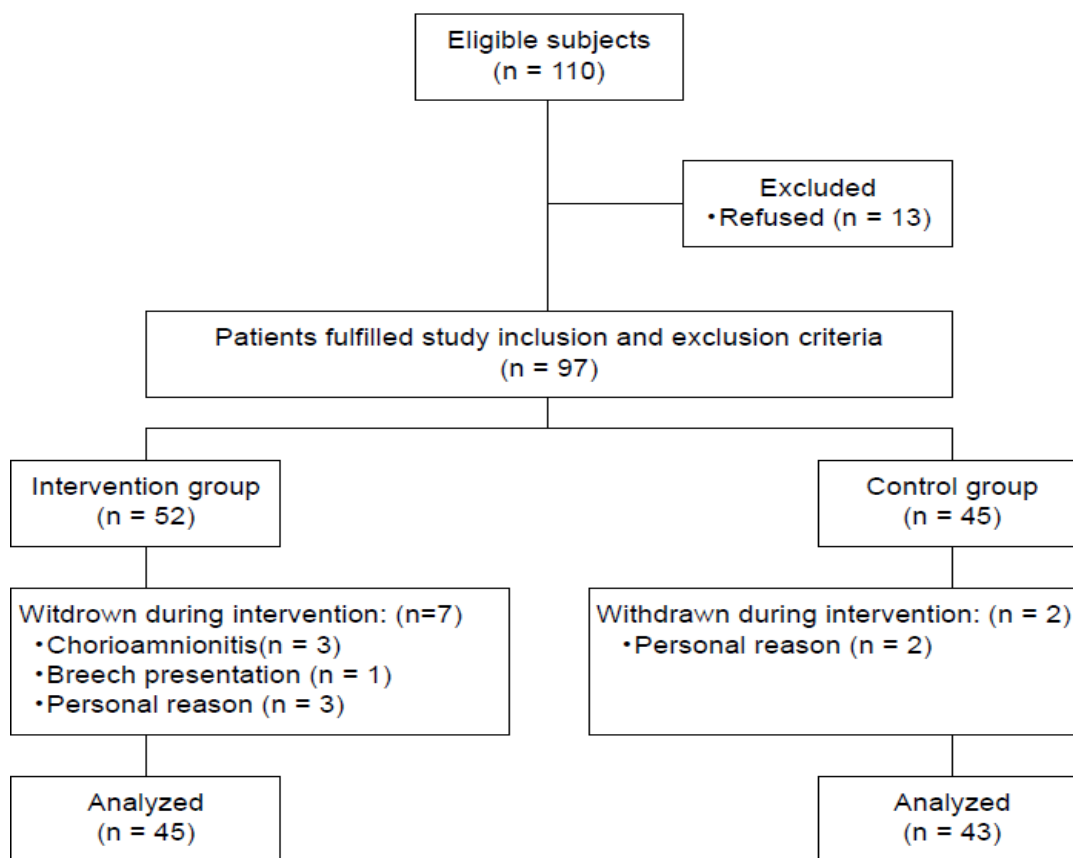 Eligible subjects
(n = 110)
Excluded
・Refused (n = 13)
Patients fulfilled study inclusion and exclusion criteria
(n = 97)
Intervention group
(n = 52)
Control group
(n = 45)
Witdrown during intervention: (n=7)
・Chorioamnionitis(n = 3)
・Breech presentation (n = 1)
・Personal reason (n = 3)
Withdrawn during intervention: (n = 2)
・Personal reason (n = 2)
Analyzed
(n = 45)
Analyzed
(n = 43)